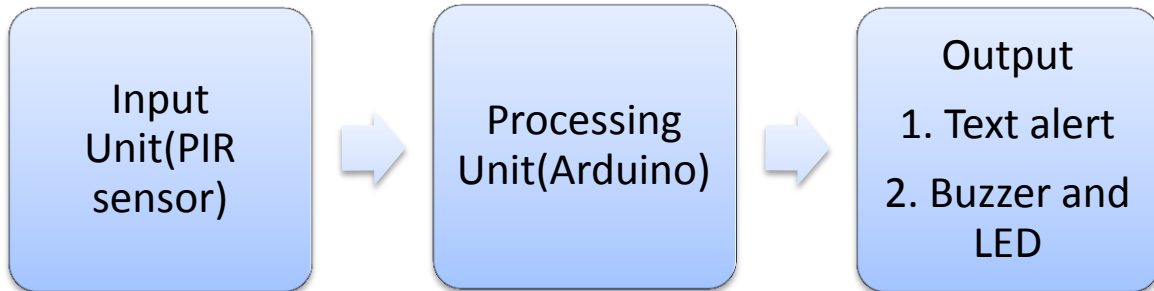 Input
Unit(PIR
sensor)
Processing
Unit(Arduino)
Output
1. Text alert
2. Buzzer and
LED